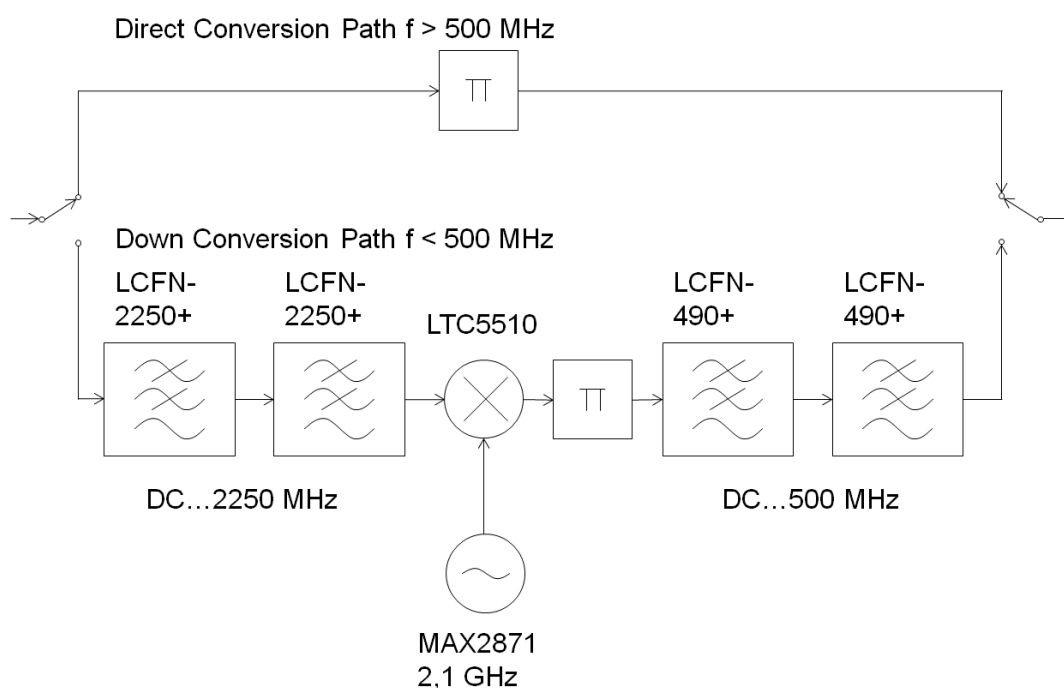 Direct Conversion Path f > 500 MHz
π
Down Conversion Path f < 500 MHz
LCFN-
2250+
LCFN-
2250+
LTC5510
LCFN-
490+
LCFN-
490+
π
DC...2250 MHz
DC...500 MHz
MAX2871
2,1 GHz